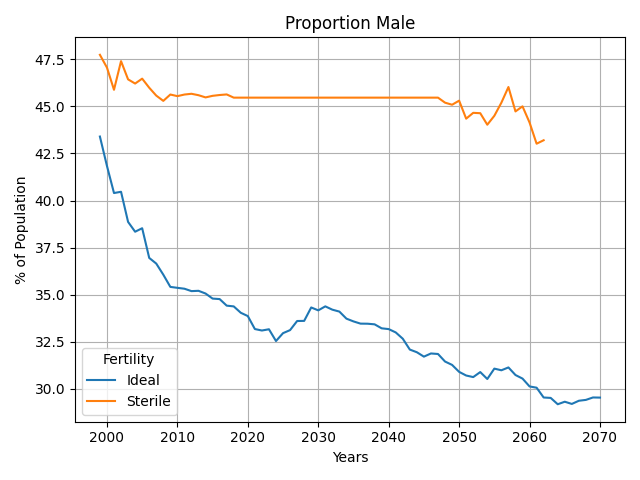 Proportion Male
% of Population
47.5
45.0
42.5
40.0
37.5
35.0
32.5
30.0
Fertility
Ideal
Sterile
2000 2010 2020 2030 2040 2050 2060 2070
Years